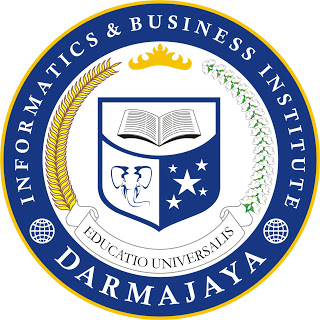 INFORMATICS & BUSINESS INSTITUTE
EDUCATIO UNIVERSALIS
DARMAJAYA